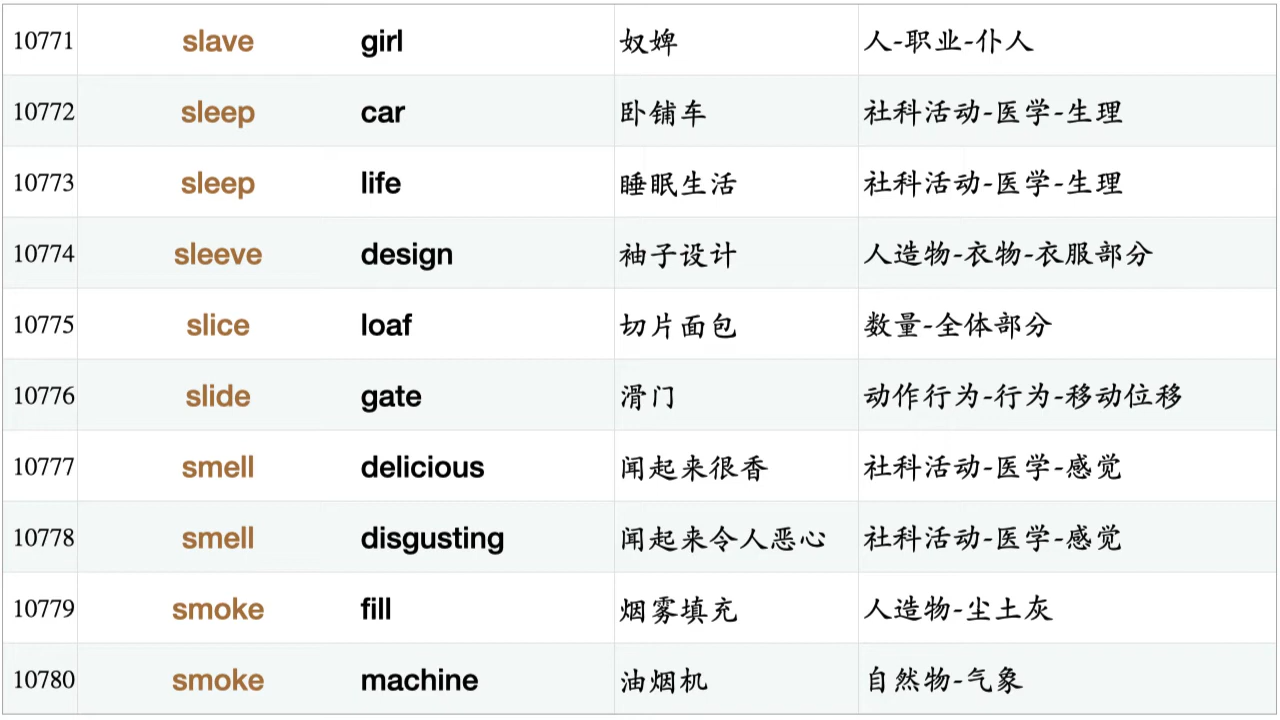 10771 slave girl 奴婢 人-职业-仆人
10772 sleep car 卧铺车 社科活动-医学-生理
10773 sleep life 睡眠生活 社科活动-医学-生理
10774 sleeve design 袖子设计 人造物-衣物-衣服部分
10775 slice loaf 切片面包 数量-全体部分
10776 slide gate 滑门 动作行为-行为-移动位移
10777 smell delicious 闻起来很香 社科活动-医学-感觉
10778 smell disgusting 闻起来令人恶心 社科活动-医学-感觉
10779 smoke fill 烟雾填充 人造物-尘土灰
10780 smoke machine 油烟机 自然物-气象